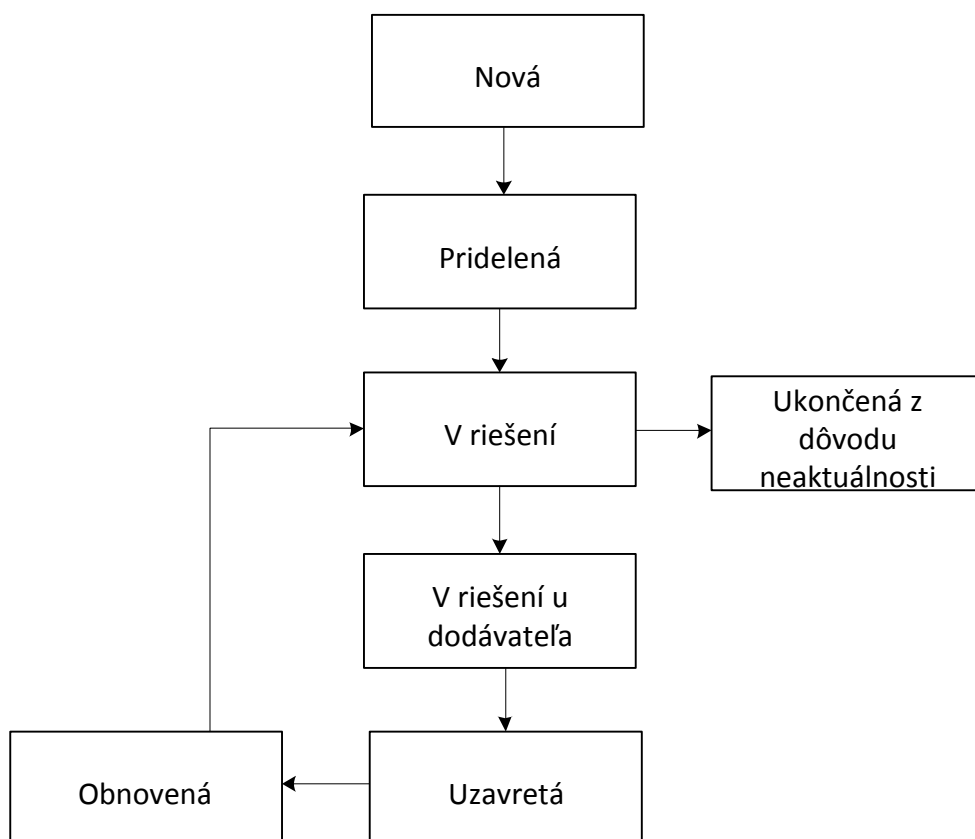 Nová
Pridelená
V riešení
Ukončená z
dôvodu
neaktuálnosti
V riešení u
dodávateľa
Obnovená
Uzavretá